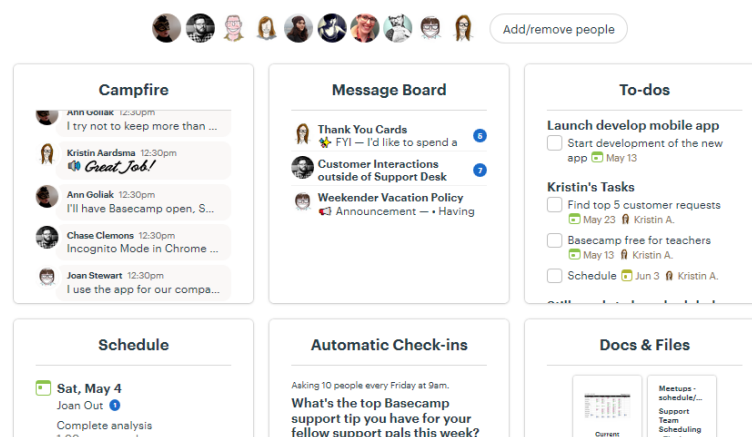 Add/remove people
Campfire
Ann Goliak 12:30pm
I try not to keep more than ...
Kristin Aardsma 12:30pm
Great Job!
Ann Goliak 12:30pm
I'll have Basecamp open, S...
Chase Clemons 12:30pm
Incognito Mode in Chrome ...
Joan Stewart 12:30pm
I use the app for our compa...
Message Board
Thank You Cards
FYI — I'd like to spend a
6
Customer Interactions
outside of Support Desk
7
Weekender Vacation Policy
Announcement — • Having
To-dos
Launch develop mobile app
Start development of the new
app May 13
Kristin's Tasks
Find top 5 customer requests
May 23 Kristin A.
Basecamp free for teachers
May 13 Kristin A.
Schedule Jun 3 Kristin A.
Schedule
Sat, May 4
Joan Out 1
Complete analysis
Automatic Check-ins
Asking 10 people every Friday at 9am.
What's the top Basecamp
support tip you have for your
fellow support pals this week?
Docs & Files
Current
Meetups -
schedule/...
Support
Team
Scheduling